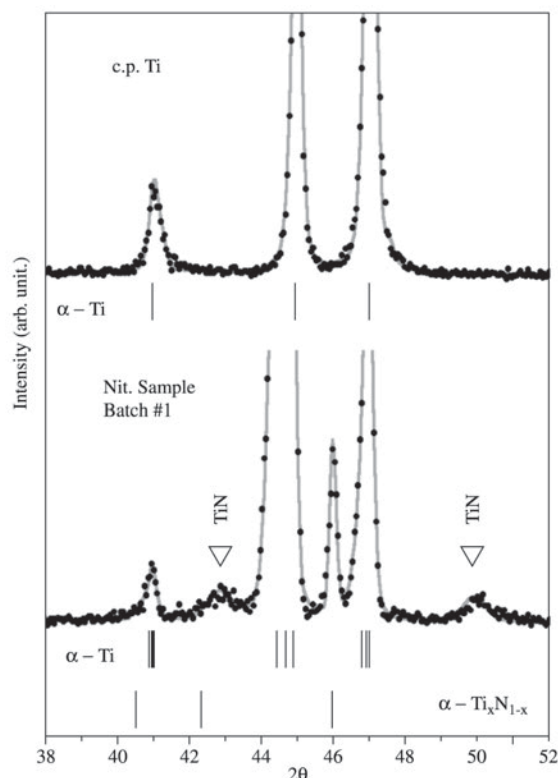 c.p. Ti
α – Ti
Intensity (arb. unit.)
Nit. Sample
Batch #1
TiN
TiN
α – Ti
α – TiₓN₁₋ₓ
38 40 42 44 46 48 50 52
2θ